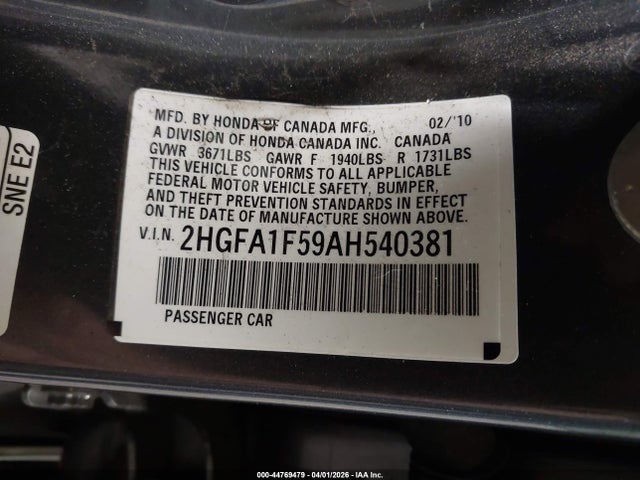 MFD. BY HONDA OF CANADA MFG., 02/'10
A DIVISION OF HONDA CANADA INC. CANADA
GVWR 3671LBS GAWR F 1940LBS R 1731LBS
THIS VEHICLE CONFORMS TO ALL APPLICABLE
FEDERAL MOTOR VEHICLE SAFETY, BUMPER,
AND THEFT PREVENTION STANDARDS IN EFFECT
ON THE DATE OF MANUFACTURE SHOWN ABOVE.
V.I.N. 2HGFA1F59AH540381
PASSENGER CAR
SNE E2
000-44769479 | 04/01/2026 - IAA Inc.